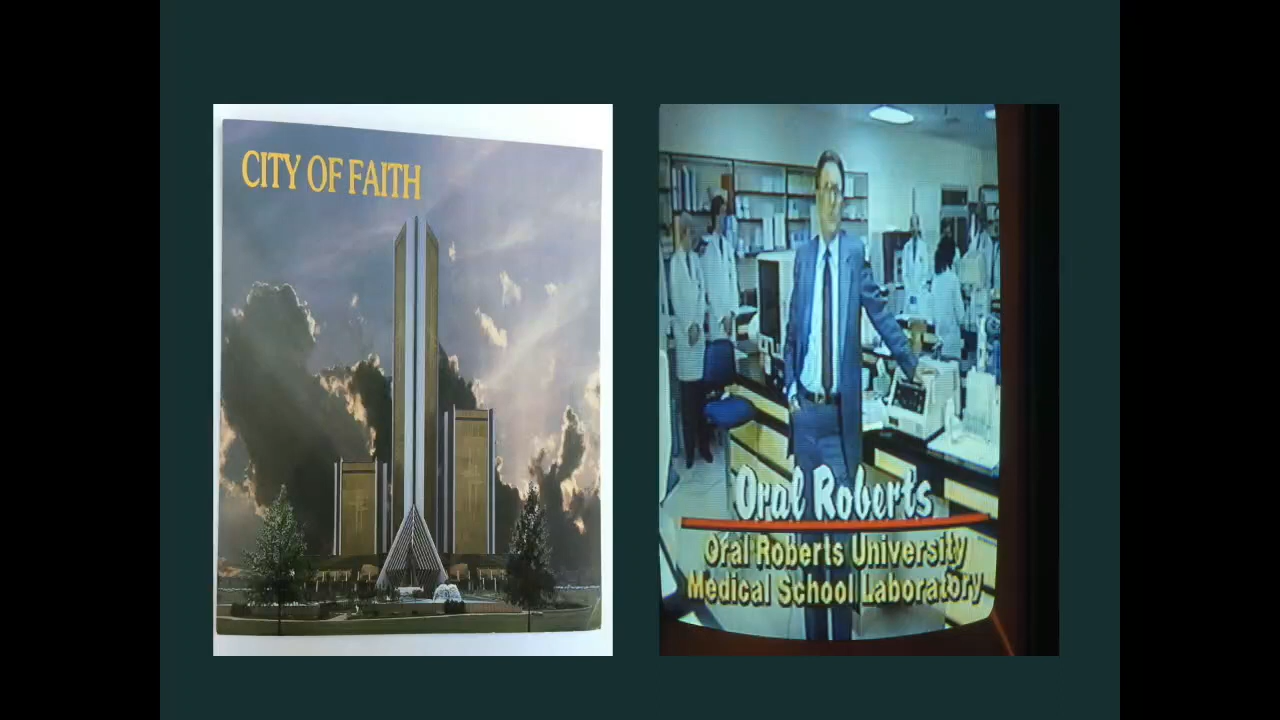 CITY OF FAITH
Oral Roberts
Oral Roberts University
Medical School Laboratory